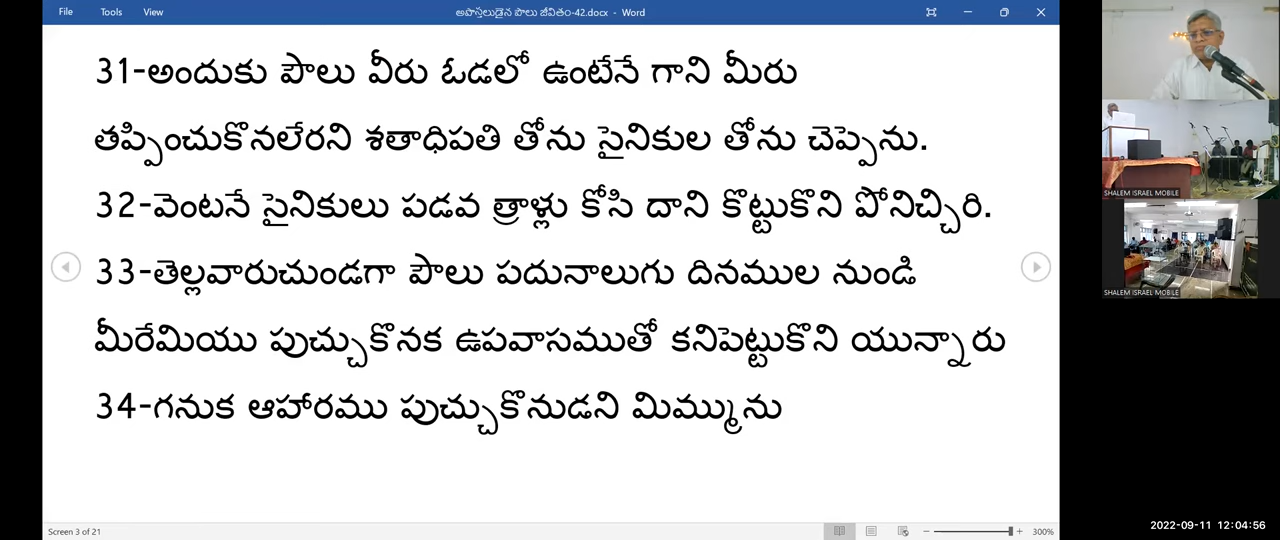 File Tools View అపొస్తలుడైన పౌలు జీవితం-42.docx - Word
31-అందుకు పౌలు వీరు ఓడలో ఉంటేనే గాని మీరు
తప్పించుకొనలేరని శతాధిపతి తోను సైనికుల తోను చెప్పెను.
32-వెంటనే సైనికులు పడవ త్రాళ్లు కోసి దాని కొట్టుకొని పోనిచ్చిరి.
33-తెల్లవారుచుండగా పౌలు పదునాలుగు దినముల నుండి
మీరేమియు పుచ్చుకొనక ఉపవాసముతో కనిపెట్టుకొని యున్నారు
34-గనుక ఆహారము పుచ్చుకొనుడని మిమ్మును
Screen 3 of 21
300%
SHALEM ISRAEL MOBILE
SHALEM ISRAEL MOBILE
2022-09-11 12:04:56